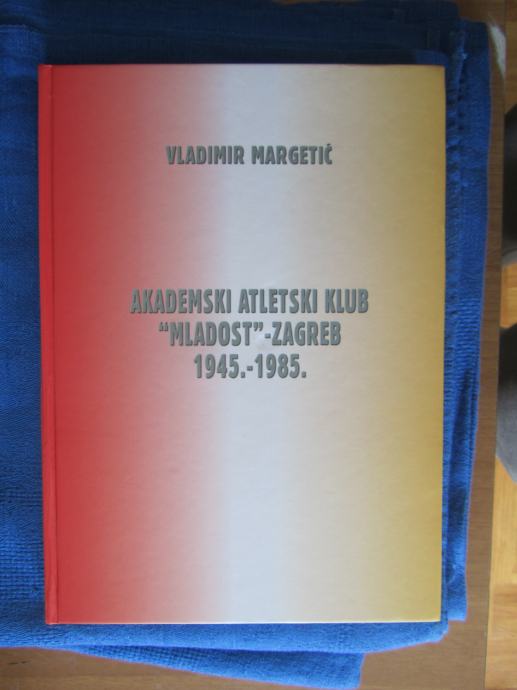 VLADIMIR MARGETIĆ
AKADEMSKI ATLETSKI KLUB
“MLADOST”-ZAGREB
1945.-1985.